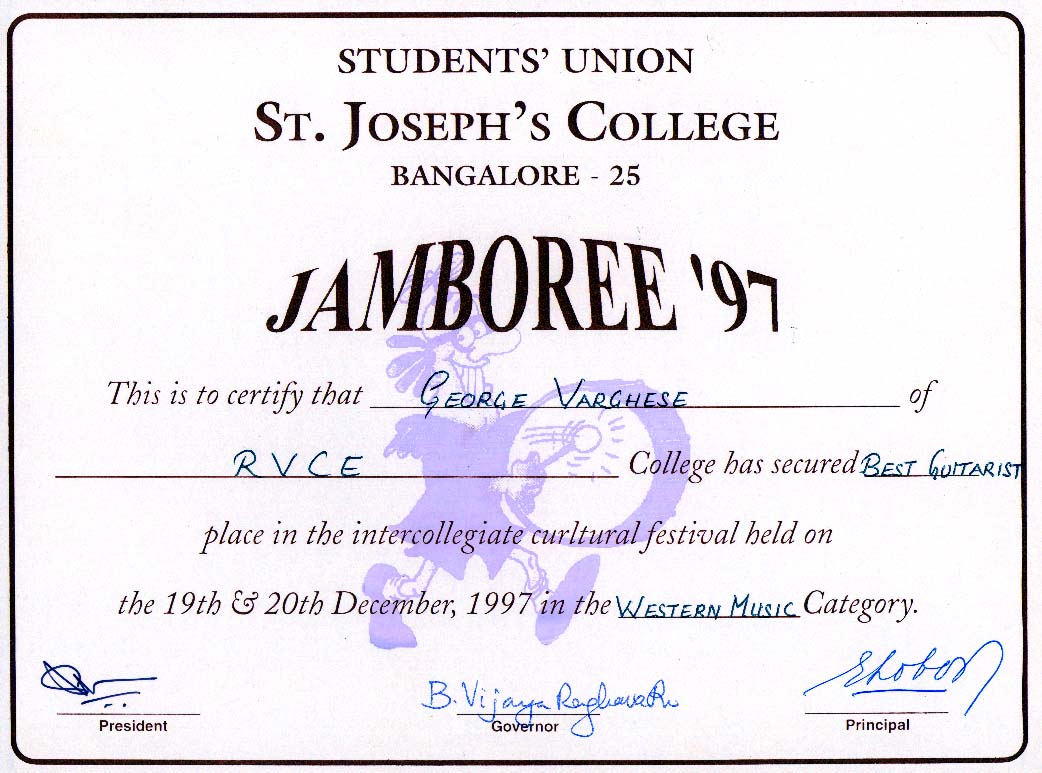 STUDENTS' UNION
ST. JOSEPH'S COLLEGE
BANGALORE - 25
JAMBOREE '97
This is to certify that GEORGE VARGHESE of
RVCE College has secured BEST GUITARIST
place in the intercollegiate curltural festival held on
the 19th & 20th December, 1997 in the WESTERN MUSIC Category.
B. Vijaya
President Governor Principal